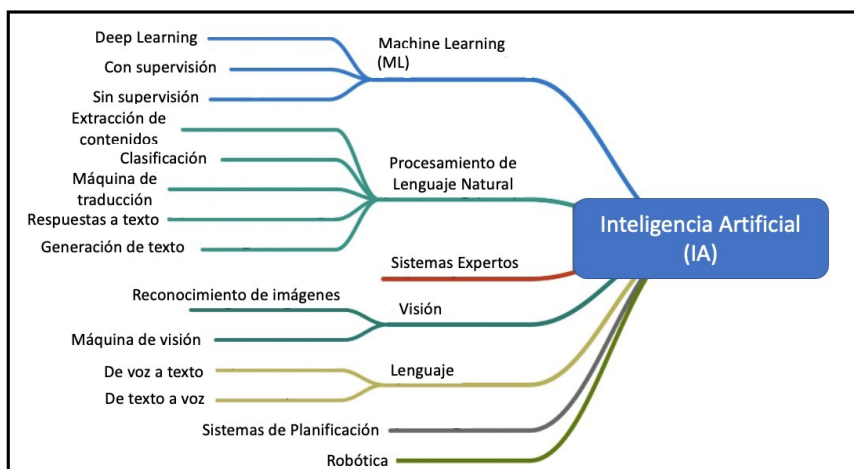 Deep Learning
Con supervisión
Sin supervisión
Machine Learning
(ML)
Extracción de
contenidos
Clasificación
Máquina de
traducción
Respuestas a texto
Generación de texto
Procesamiento de
Lenguaje Natural
Sistemas Expertos
Reconocimiento de imágenes
Máquina de visión
Visión
De voz a texto
De texto a voz
Lenguaje
Sistemas de Planificación
Robótica
Inteligencia Artificial
(IA)